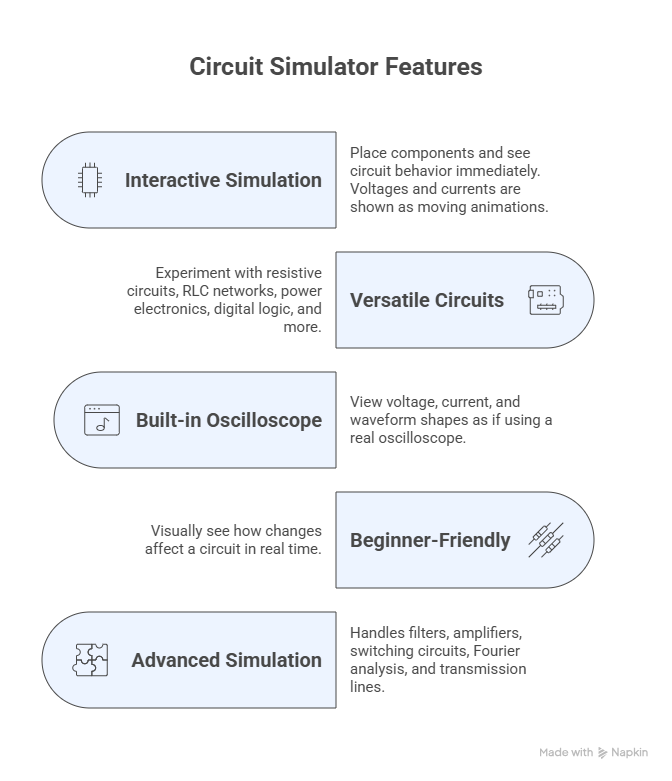 Circuit Simulator Features
Interactive Simulation
Place components and see
circuit behavior immediately.
Voltages and currents are
shown as moving animations.
Experiment with resistive
circuits, RLC networks, power
electronics, digital logic, and
more.
Versatile Circuits
Built-in Oscilloscope
View voltage, current, and
waveform shapes as if using a
real oscilloscope.
Visually see how changes
affect a circuit in real time.
Beginner-Friendly
Advanced Simulation
Handles filters, amplifiers,
switching circuits, Fourier
analysis, and transmission
lines.
Made with Napkin